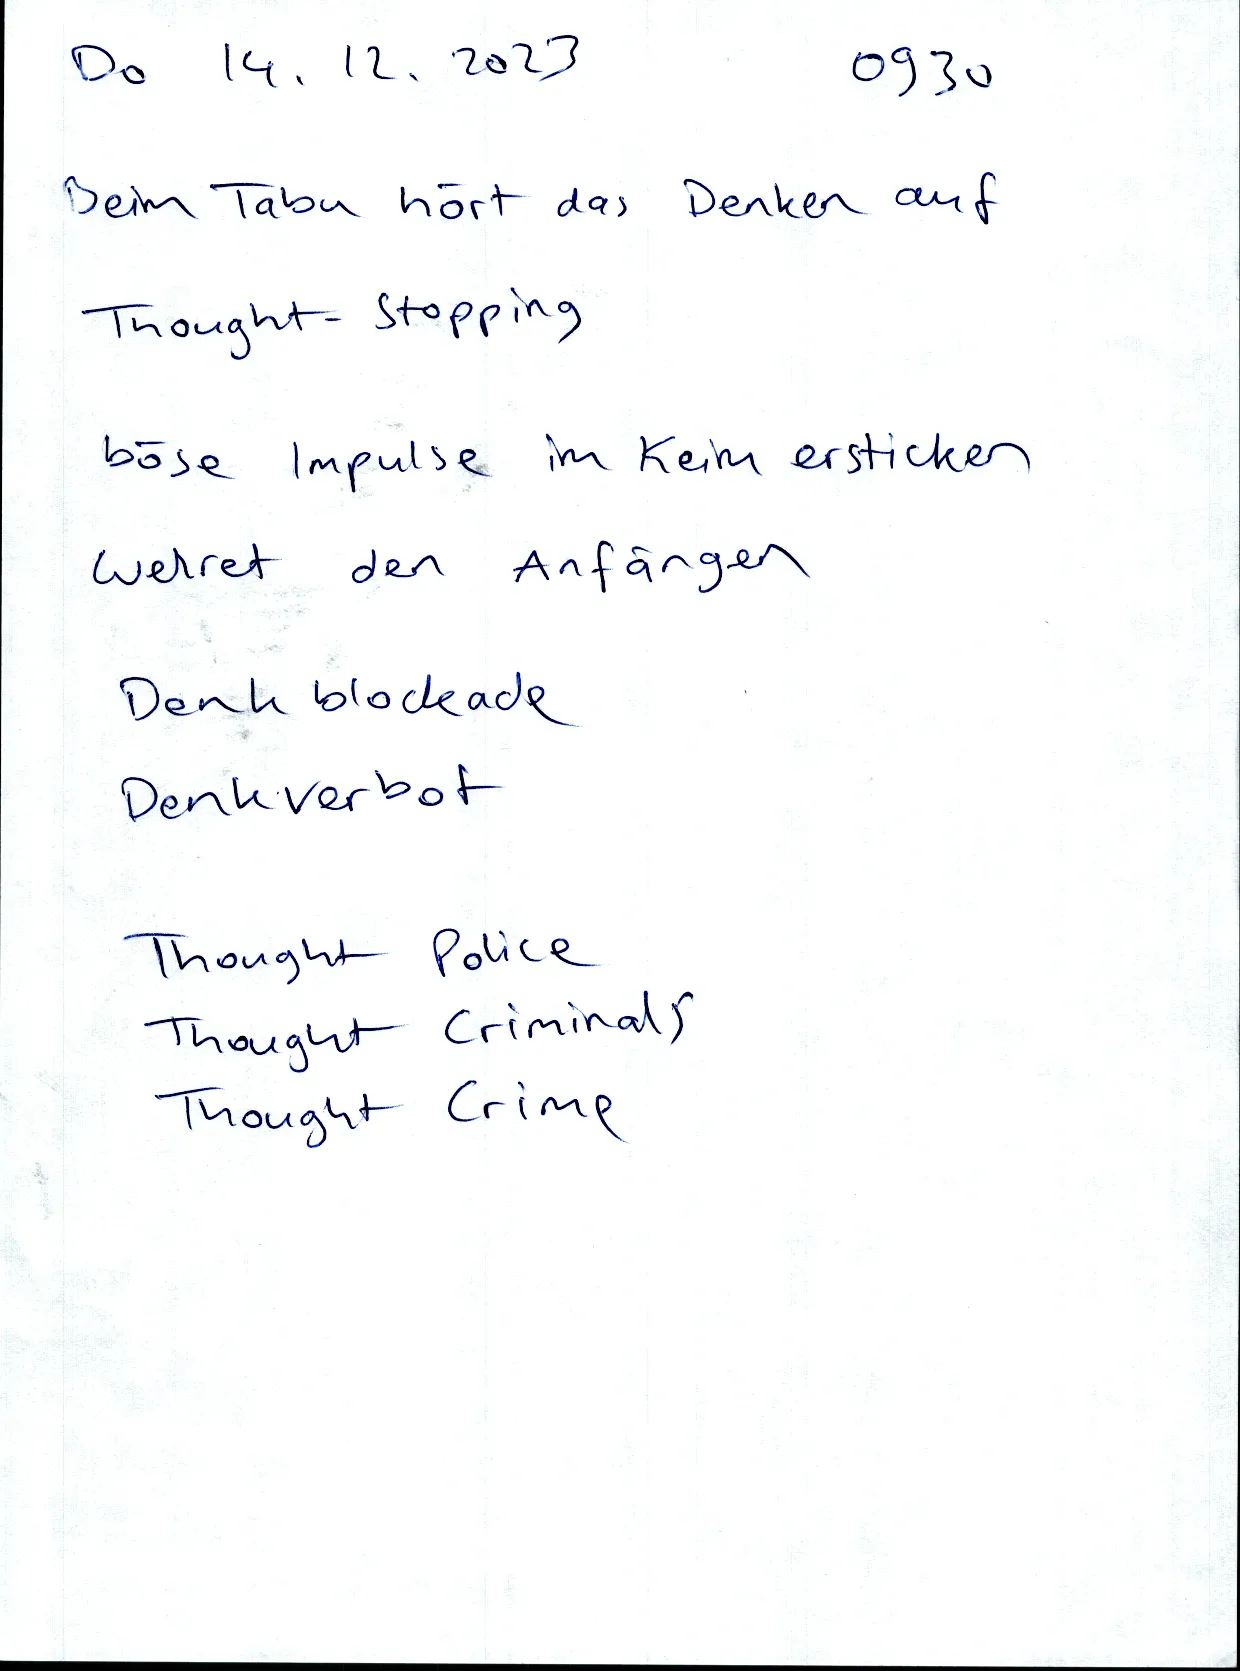 Do 14. 12. 2023 0930
Beim Tabu hört das Denken auf
Thought-Stopping
böse Impulse im Keim ersticken
wehret den Anfängen
Denkblockade
Denkverbot
Thought Police
Thought Criminals
Thought Crime